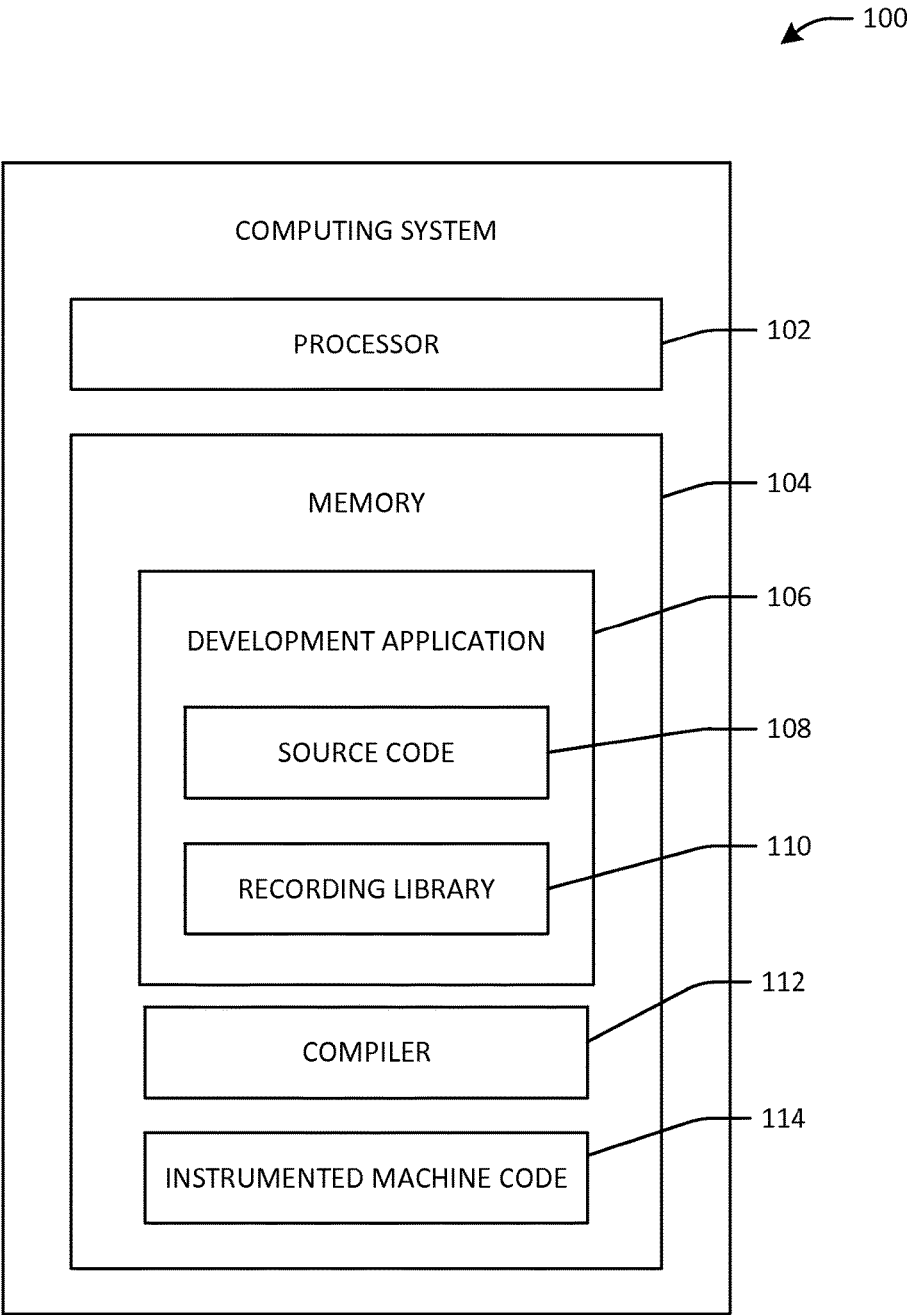 100
COMPUTING SYSTEM
PROCESSOR
102
MEMORY
104
DEVELOPMENT APPLICATION
106
SOURCE CODE
108
RECORDING LIBRARY
110
COMPILER
112
INSTRUMENTED MACHINE CODE
114